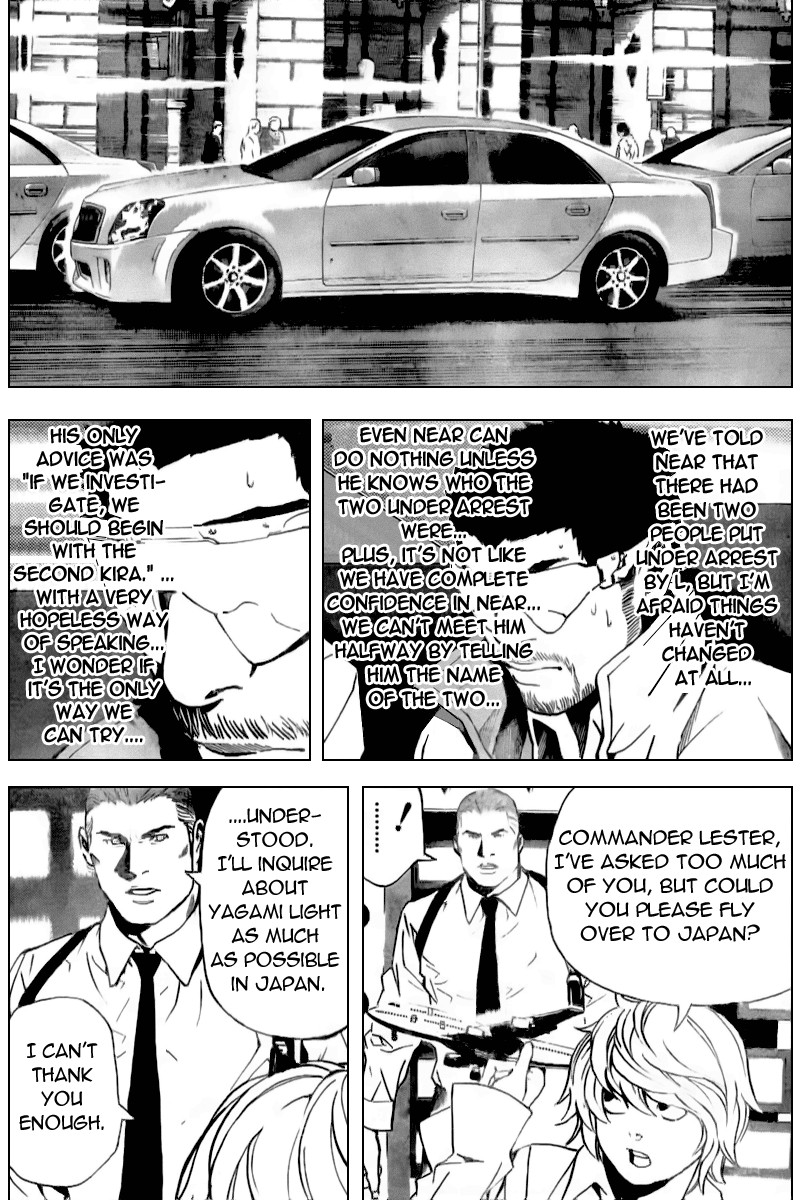 WE'VE TOLD
NEAR THAT
THERE HAD
BEEN TWO
PEOPLE PUT
UNDER ARREST
BY L, BUT I'M
AFRAID THINGS
HAVEN'T
CHANGED
AT ALL...
EVEN NEAR CAN
DO NOTHING UNLESS
HE KNOWS WHO THE
TWO UNDER ARREST
WERE...
PLUS, IT'S NOT LIKE
WE HAVE COMPLETE
CONFIDENCE IN NEAR...
WE CAN'T MEET HIM
HALFWAY BY TELLING
HIM THE NAME
OF THE TWO...
HIS ONLY
ADVICE WAS
"IF WE INVESTI-
GATE, WE
SHOULD BEGIN
WITH THE
SECOND KIRA." ...
WITH A VERY
HOPELESS WAY
OF SPEAKING...
I WONDER IF
IT'S THE ONLY
WAY WE
CAN TRY....
COMMANDER LESTER,
I'VE ASKED TOO MUCH
OF YOU, BUT COULD
YOU PLEASE FLY
OVER TO JAPAN?
......!
....UNDER-
STOOD.
I'LL INQUIRE
ABOUT
YAGAMI LIGHT
AS MUCH
AS POSSIBLE
IN JAPAN.
I CAN'T
THANK
YOU
ENOUGH.